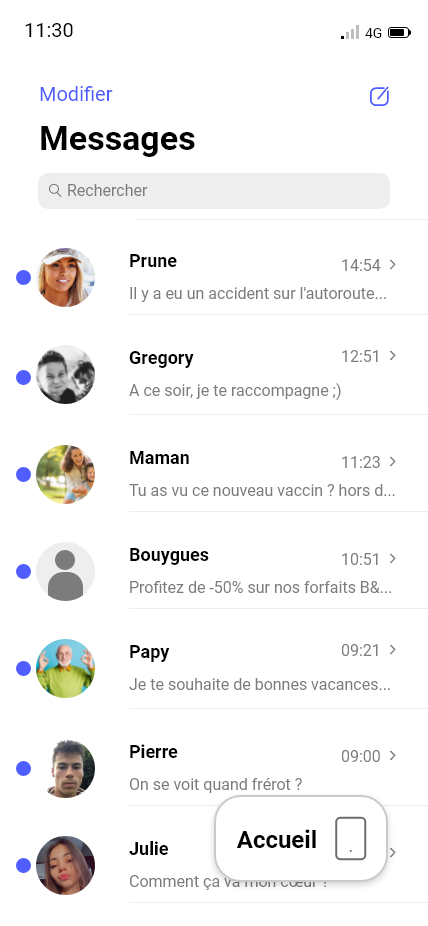 11:30 4G
Modifier
Messages
Rechercher
Prune 14:54
Il y a eu un accident sur l'autoroute...
Gregory 12:51
A ce soir, je te raccompagne ;)
Maman 11:23
Tu as vu ce nouveau vaccin ? hors d...
Bouygues 10:51
Profitez de -50% sur nos forfaits B&...
Papy 09:21
Je te souhaite de bonnes vacances...
Pierre 09:00
On se voit quand frérot ?
Julie
Accueil
Comment ça va mon cœur ?